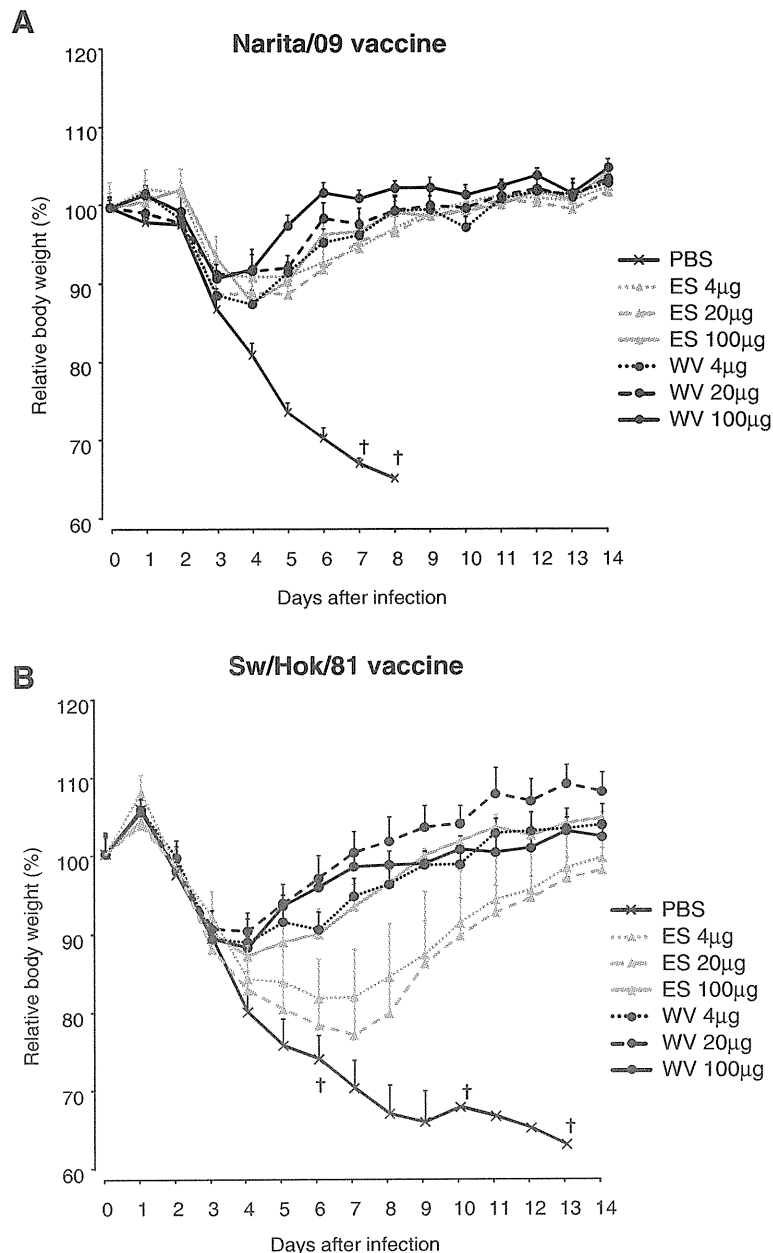 A
Narita/09 vaccine
120
110
100
90
80
70
60
Relative body weight (%)
† †
0 1 2 3 4 5 6 7 8 9 10 11 12 13 14
Days after infection
PBS
ES 4μg
ES 20μg
ES 100μg
WV 4μg
WV 20μg
WV 100μg
B
Sw/Hok/81 vaccine
120
110
100
90
80
70
60
Relative body weight (%)
† † †
0 1 2 3 4 5 6 7 8 9 10 11 12 13 14
Days after infection
PBS
ES 4μg
ES 20μg
ES 100μg
WV 4μg
WV 20μg
WV 100μg